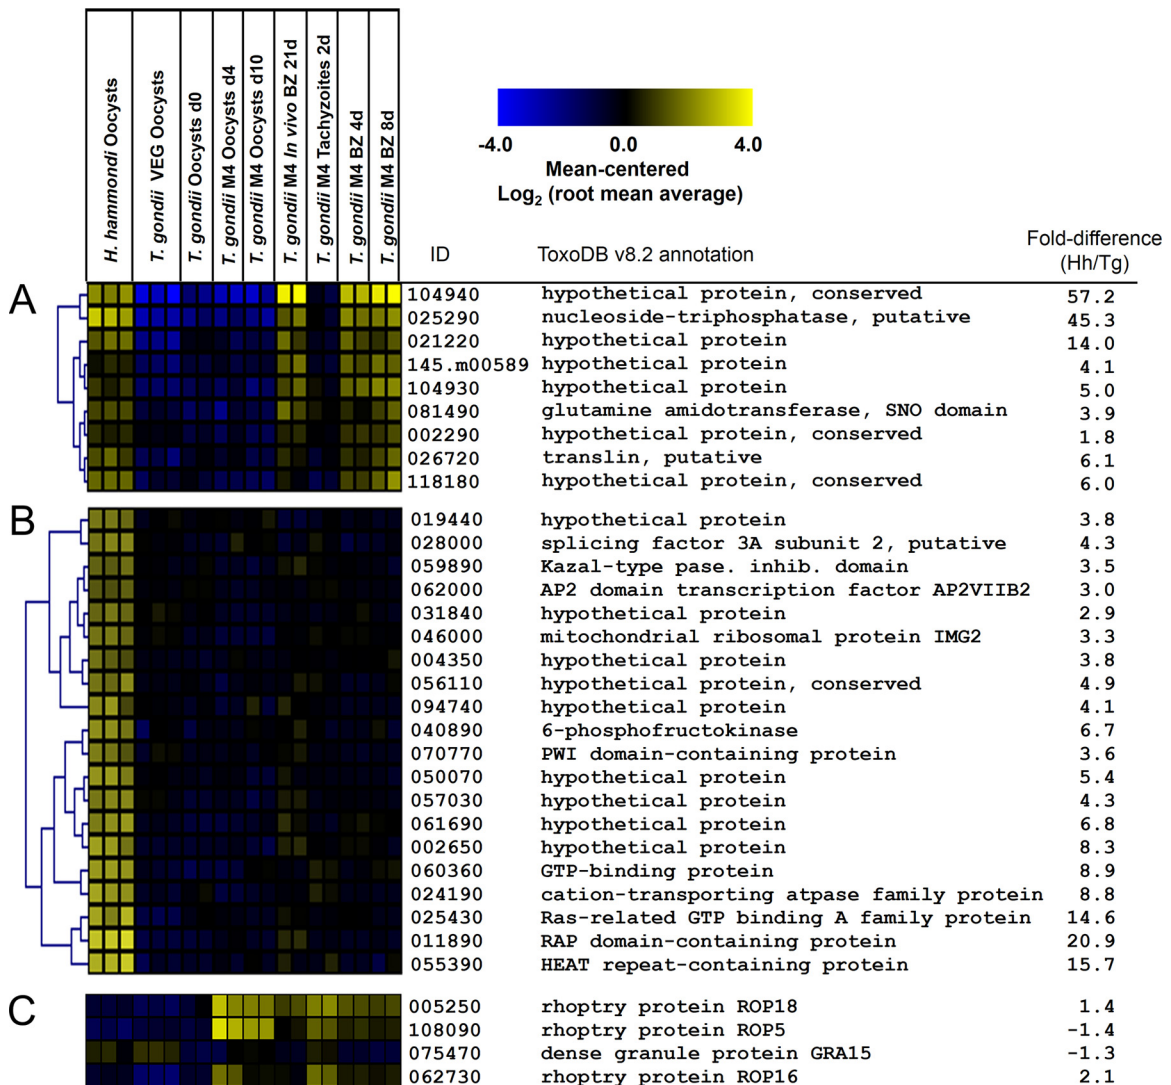 H. hammondi Oocysts
T. gondii VEG Oocysts
T. gondii Oocysts d0
T. gondii M4 Oocysts d4
T. gondii M4 Oocysts d10
T. gondii M4 In vivo BZ 21d
T. gondii M4 Tachyzoites 2d
T. gondii M4 BZ 4d
T. gondii M4 BZ 8d
-4.0 0.0 4.0
Mean-centered
Log2 (root mean average)
ID ToxoDB v8.2 annotation Fold-difference
(Hh/Tg)
A
104940 hypothetical protein, conserved 57.2
025290 nucleoside-triphosphatase, putative 45.3
021220 hypothetical protein 14.0
145.m00589 hypothetical protein 4.1
104930 hypothetical protein 5.0
081490 glutamine amidotransferase, SNO domain 3.9
002290 hypothetical protein, conserved 1.8
026720 translin, putative 6.1
118180 hypothetical protein, conserved 6.0
B
019440 hypothetical protein 3.8
028000 splicing factor 3A subunit 2, putative 4.3
059890 Kazal-type pase. inhib. domain 3.5
062000 AP2 domain transcription factor AP2VIIB2 3.0
031840 hypothetical protein 2.9
046000 mitochondrial ribosomal protein IMG2 3.3
004350 hypothetical protein 3.8
056110 hypothetical protein, conserved 4.9
094740 hypothetical protein 4.1
040890 6-phosphofructokinase 6.7
070770 PWI domain-containing protein 3.6
050070 hypothetical protein 5.4
057030 hypothetical protein 4.3
061690 hypothetical protein 6.8
002650 hypothetical protein 8.3
060360 GTP-binding protein 8.9
024190 cation-transporting atpase family protein 8.8
025430 Ras-related GTP binding A family protein 14.6
011890 RAP domain-containing protein 20.9
055390 HEAT repeat-containing protein 15.7
C
005250 rhoptry protein ROP18 1.4
108090 rhoptry protein ROP5 -1.4
075470 dense granule protein GRA15 -1.3
062730 rhoptry protein ROP16 2.1